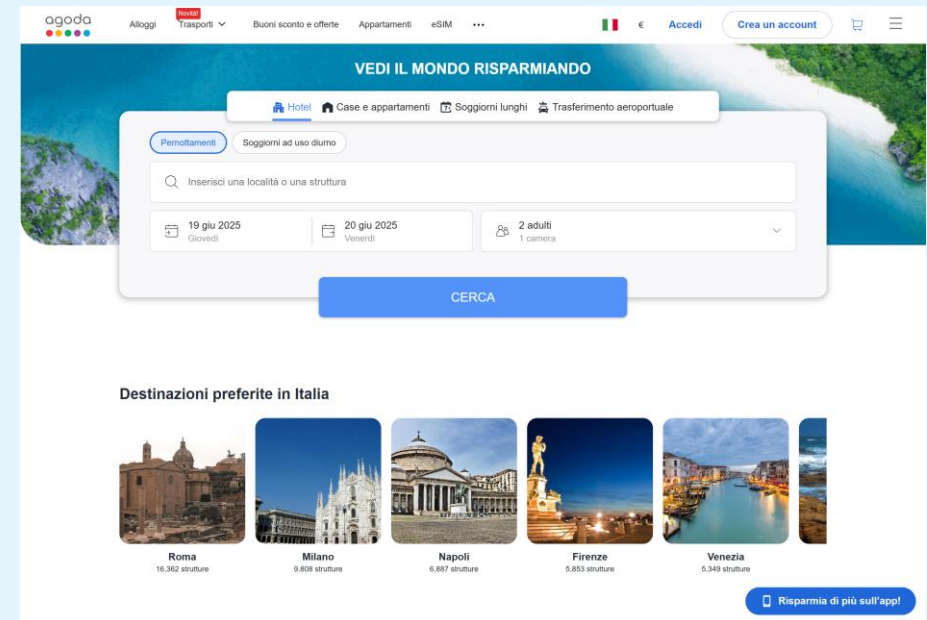 agoda
Alloggi
Novità!
Trasporti
Buoni sconto e offerte
Appartamenti
eSIM
•••
€
Accedi
Crea un account
VEDI IL MONDO RISPARMIANDO
Hotel
Case e appartamenti
Soggiorni lunghi
Trasferimento aeroportuale
Pernottamenti
Soggiorni ad uso diurno
Inserisci una località o una struttura
19 giu 2025
Giovedì
20 giu 2025
Venerdì
2 adulti
1 camera
CERCA
Destinazioni preferite in Italia
Roma
16,362 strutture
Milano
9,808 strutture
Napoli
6,887 strutture
Firenze
5,853 strutture
Venezia
5,349 strutture
Risparmia di più sull'app!